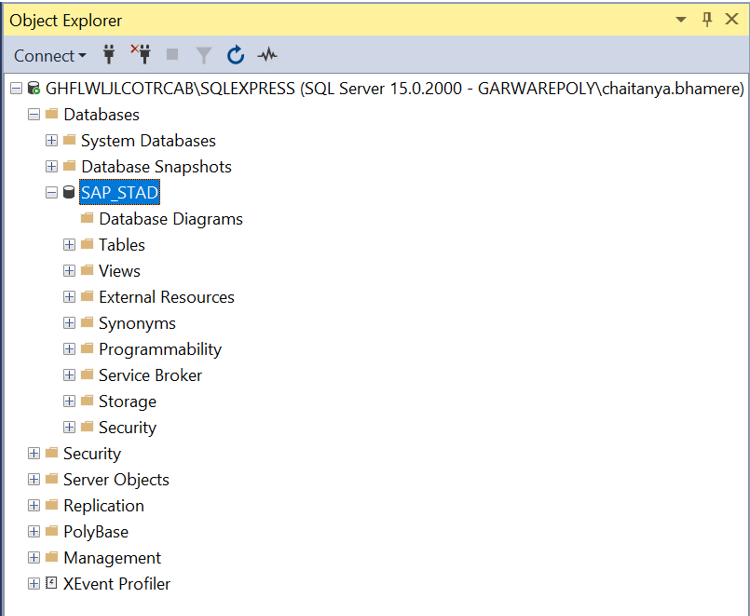 Object Explorer
Connect
GHFLWLJLCOTRCAB\SQLEXPRESS (SQL Server 15.0.2000 - GARWAREPOLY\chaitanya.bhamere)
Databases
System Databases
Database Snapshots
SAP_STAD
Database Diagrams
Tables
Views
External Resources
Synonyms
Programmability
Service Broker
Storage
Security
Security
Server Objects
Replication
PolyBase
Management
XEvent Profiler